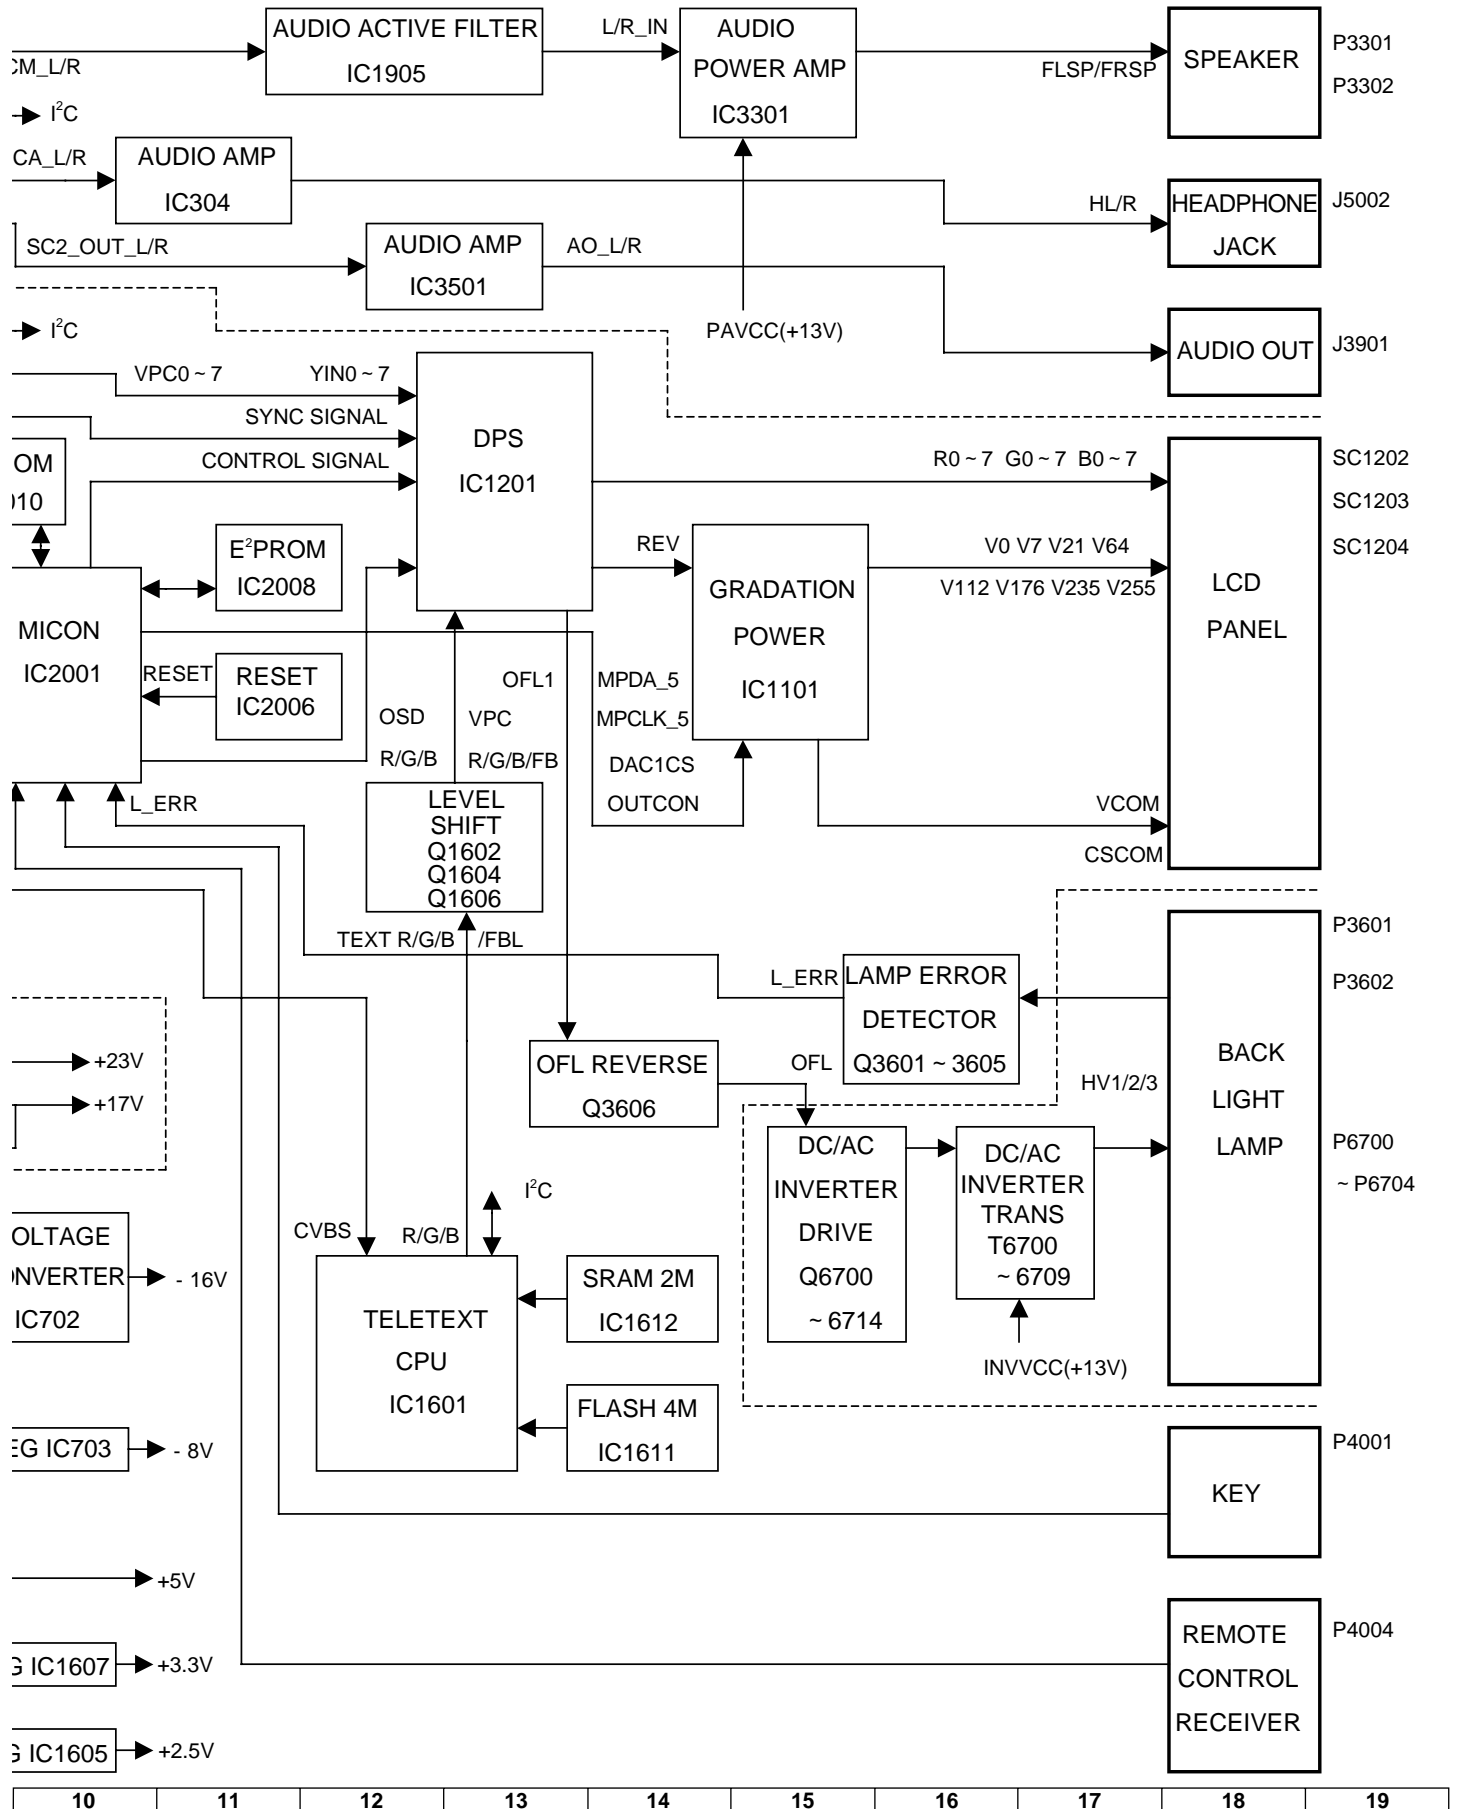 AUDIO ACTIVE FILTER
IC1905
L/R_IN
AUDIO
POWER AMP
IC3301
FLSP/FRSP
SPEAKER
P3301
P3302
CM_L/R
I²C
CA_L/R
AUDIO AMP
IC304
HL/R
HEADPHONE
JACK
J5002
SC2_OUT_L/R
AUDIO AMP
IC3501
AO_L/R
I²C
PAVCC(+13V)
AUDIO OUT
J3901
VPC0 ~ 7
YIN0 ~ 7
SYNC SIGNAL
CONTROL SIGNAL
DPS
IC1201
OM
010
R0 ~ 7 G0 ~ 7 B0 ~ 7
SC1202
SC1203
SC1204
E²PROM
IC2008
REV
GRADATION
POWER
IC1101
V0 V7 V21 V64
V112 V176 V235 V255
LCD
PANEL
MICON
IC2001
RESET
RESET
IC2006
OFL1
MPDA_5
OSD
VPC
MPCLK_5
R/G/B
R/G/B/FB
DAC1CS
OUTCON
L_ERR
LEVEL
SHIFT
Q1602
Q1604
Q1606
VCOM
CSCOM
TEXT R/G/B
/FBL
L_ERR
LAMP ERROR
DETECTOR
Q3601 ~ 3605
P3601
P3602
+23V
+17V
OFL REVERSE
Q3606
OFL
HV1/2/3
BACK
LIGHT
LAMP
P6700
~ P6704
DC/AC
INVERTER
DRIVE
Q6700
~ 6714
DC/AC
INVERTER
TRANS
T6700
~ 6709
INVVCC(+13V)
I²C
CVBS
R/G/B
OLTAGE
ONVERTER
IC702
- 16V
TELETEXT
CPU
IC1601
SRAM 2M
IC1612
FLASH 4M
IC1611
EG IC703
- 8V
KEY
P4001
+5V
G IC1607
+3.3V
G IC1605
+2.5V
REMOTE
CONTROL
RECEIVER
P4004
10 11 12 13 14 15 16 17 18 19